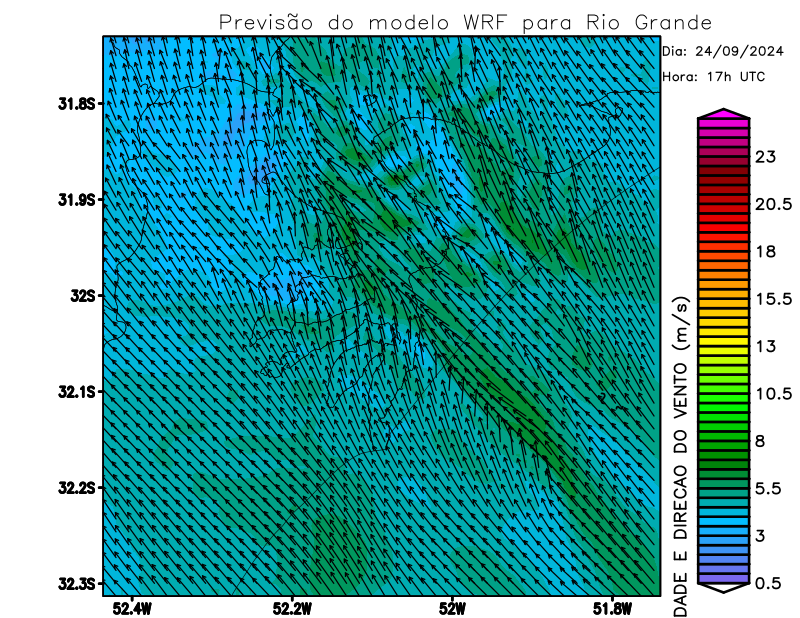 Previsão do modelo WRF para Rio Grande
Dia: 24/09/2024
Hora: 17h UTC
31.8S
31.9S
32S
32.1S
32.2S
32.3S
52.4W
52.2W
52W
51.8W
23
20.5
18
15.5
13
10.5
8
5.5
3
0.5
DADE E DIRECAO DO VENTO (m/s)